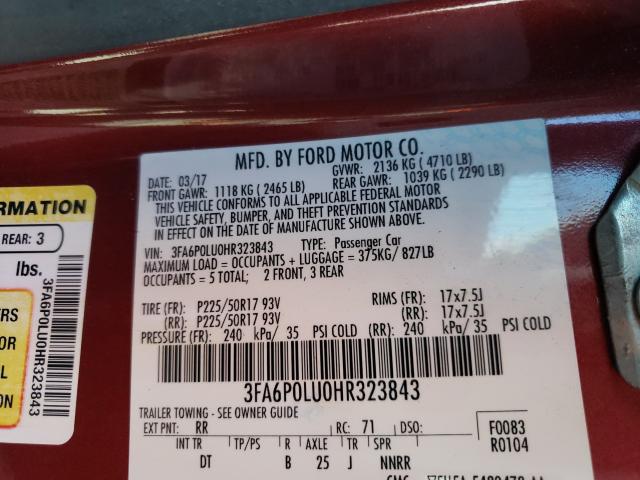 MFD. BY FORD MOTOR CO.
DATE: 03/17 GVWR: 2136 KG ( 4710 LB)
FRONT GAWR: 1118 KG ( 2465 LB) REAR GAWR: 1039 KG ( 2290 LB)
THIS VEHICLE CONFORMS TO ALL APPLICABLE FEDERAL MOTOR
VEHICLE SAFETY, BUMPER, AND THEFT PREVENTION STANDARDS
IN EFFECT ON THE DATE OF MANUFACTURE SHOWN ABOVE.
VIN: 3FA6P0LU0HR323843 TYPE: Passenger Car
MAXIMUM LOAD = OCCUPANTS + LUGGAGE = 375KG/ 827LB
OCCUPANTS = 5 TOTAL; 2 FRONT, 3 REAR
TIRE (FR): P225/50R17 93V RIMS (FR): 17x7.5J
(RR): P225/50R17 93V (RR): 17x7.5J
PRESSURE (FR): 240 kPa/ 35 PSI COLD (RR): 240 kPa/ 35 PSI COLD
3FA6P0LU0HR323843
TRAILER TOWING - SEE OWNER GUIDE
EXT PNT: RR RC: 71 DSO: F0083
R0104
INT TR TP/PS R AXLE TR SPR
DT B 25 J NNRR
RMATION
REAR: 3
lbs.
ERS
OR
L
ON
3FA6P0LU0HR323843